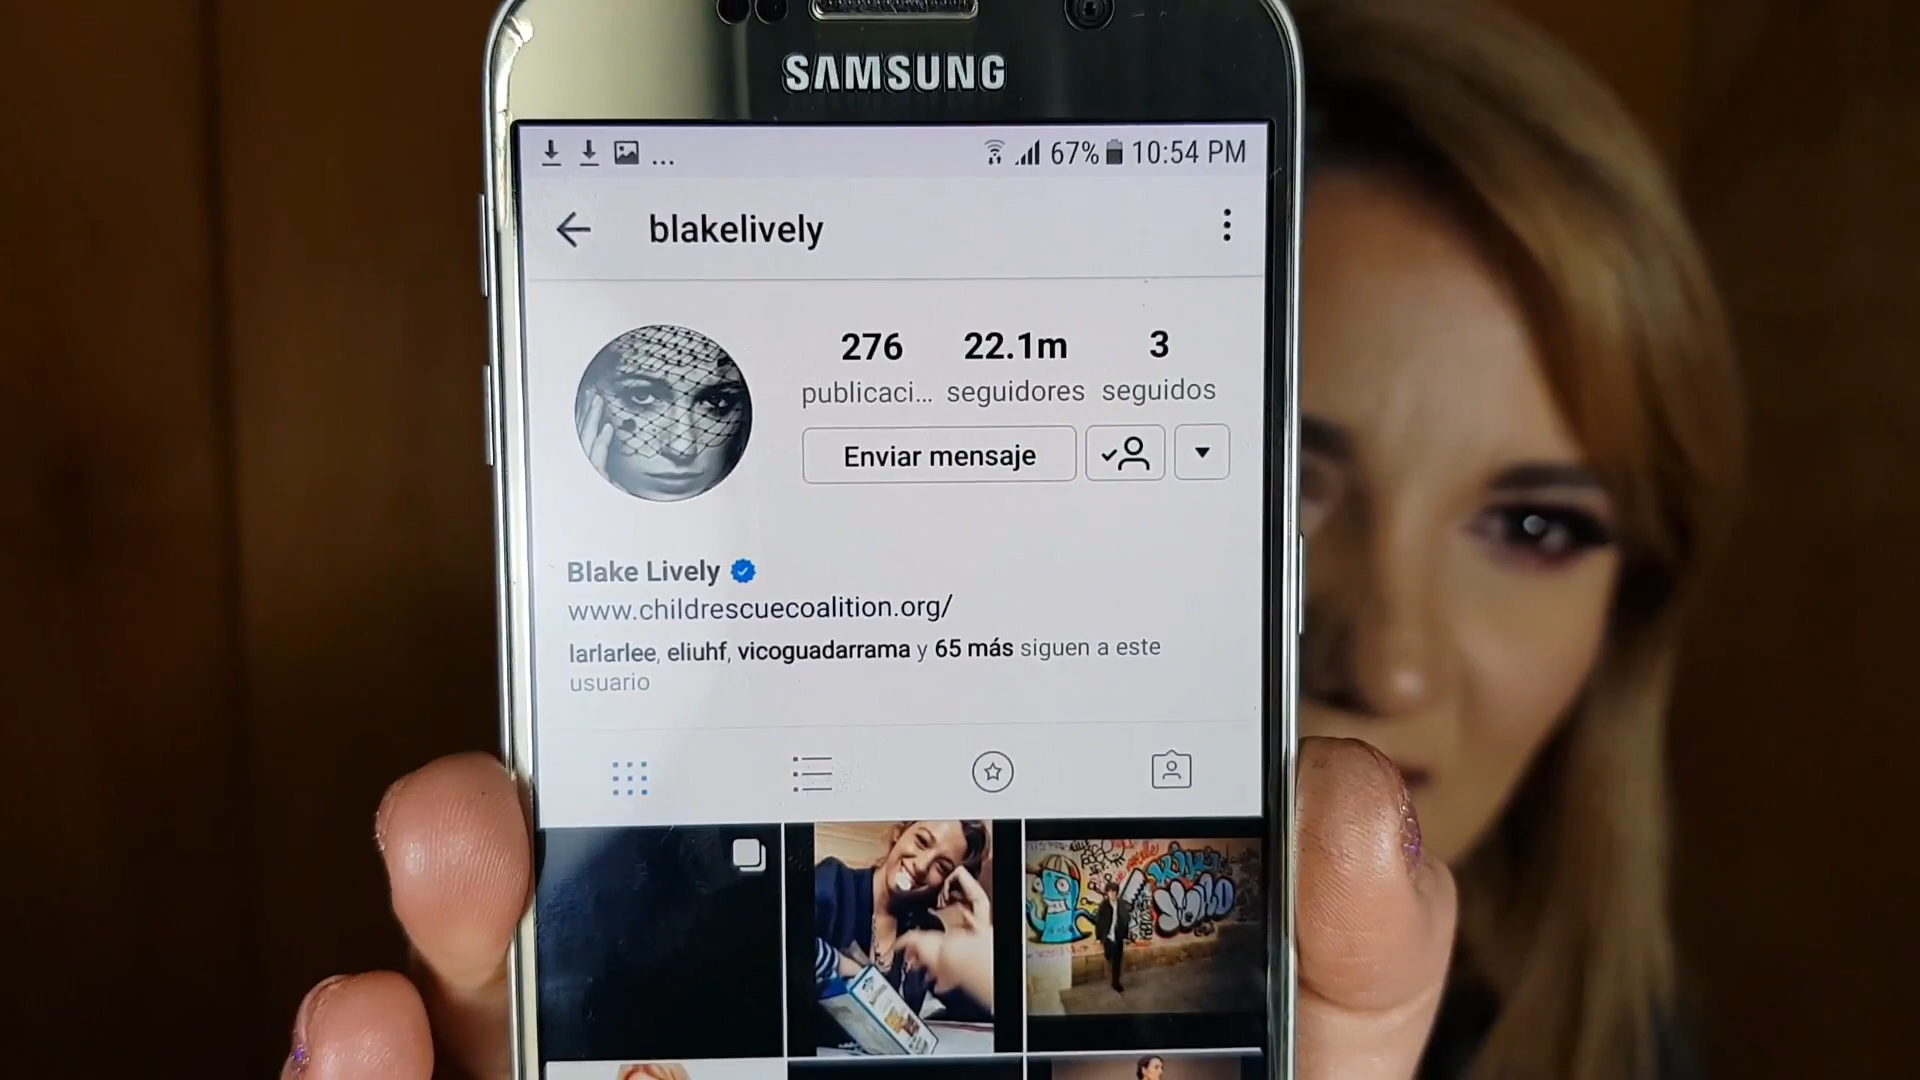 SAMSUNG
... 67% 10:54 PM
blakelively
276 22.1m 3
publicaci... seguidores seguidos
Enviar mensaje
Blake Lively
www.childrescuecoalition.org/
larlarlee, eliuhf, vicoguadarrama y 65 más siguen a este
usuario